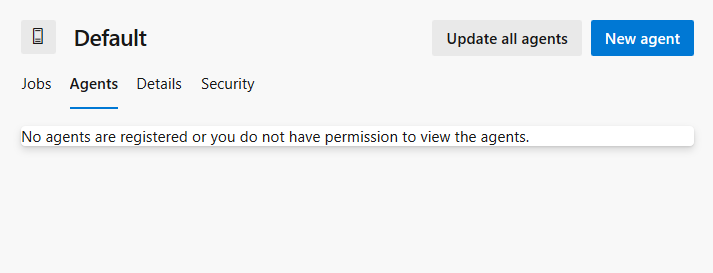 Default
Update all agents
New agent
Jobs
Agents
Details
Security
No agents are registered or you do not have permission to view the agents.